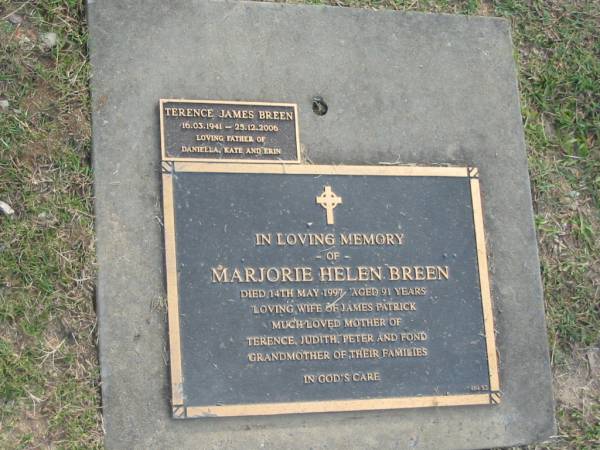 TERENCE JAMES BREEN
16.03.1941 – 25.12.2006
LOVING FATHER OF
DANIELLA, KATE AND ERIN
IN LOVING MEMORY
– OF –
MARJORIE HELEN BREEN
DIED 14TH MAY 1997 AGED 91 YEARS
LOVING WIFE OF JAMES PATRICK
MUCH LOVED MOTHER OF
TERENCE, JUDITH, PETER AND FOND
GRANDMOTHER OF THEIR FAMILIES
IN GOD'S CARE